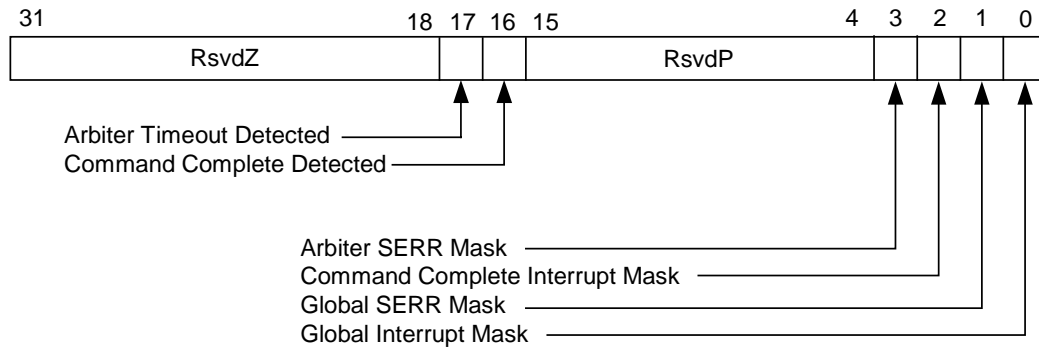 31 18 17 16 15 4 3 2 1 0
RsvdZ RsvdP
Arbiter Timeout Detected
Command Complete Detected
Arbiter SERR Mask
Command Complete Interrupt Mask
Global SERR Mask
Global Interrupt Mask